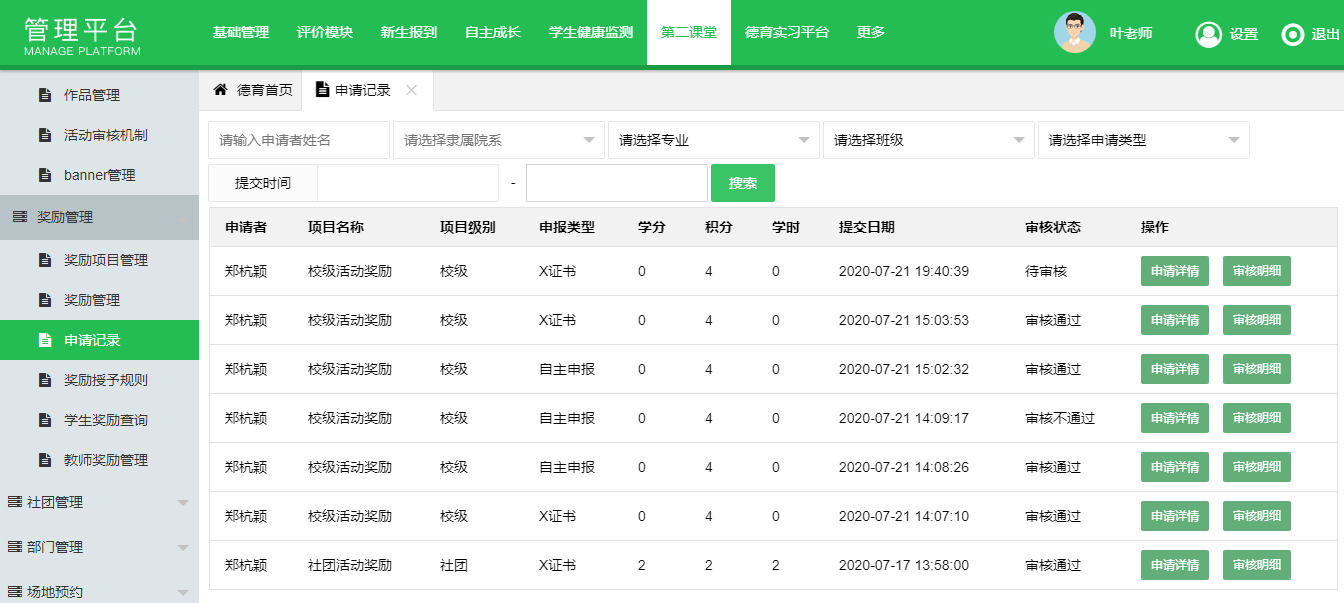 管理平台
MANAGE PLATFORM
基础管理 评价模块 新生报到 自主成长 学生健康监测 第二课堂 德育实习平台 更多
叶老师 设置 退出
作品管理
活动审核机制
banner管理
奖励管理
奖励项目管理
奖励管理
申请记录
奖励授予规则
学生奖励查询
教师奖励管理
社团管理
部门管理
场地预约
德育首页 申请记录
请输入申请者姓名 请选择隶属院系 请选择专业 请选择班级 请选择申请类型
提交时间 - 搜索
申请者 项目名称 项目级别 申报类型 学分 积分 学时 提交日期 审核状态 操作
郑杭颖 校级活动奖励 校级 X证书 0 4 0 2020-07-21 19:40:39 待审核 申请详情 审核明细
郑杭颖 校级活动奖励 校级 X证书 0 4 0 2020-07-21 15:03:53 审核通过 申请详情 审核明细
郑杭颖 校级活动奖励 校级 自主申报 0 4 0 2020-07-21 15:02:32 审核通过 申请详情 审核明细
郑杭颖 校级活动奖励 校级 自主申报 0 4 0 2020-07-21 14:09:17 审核不通过 申请详情 审核明细
郑杭颖 校级活动奖励 校级 自主申报 0 4 0 2020-07-21 14:08:26 审核通过 申请详情 审核明细
郑杭颖 校级活动奖励 校级 X证书 0 4 0 2020-07-21 14:07:10 审核通过 申请详情 审核明细
郑杭颖 社团活动奖励 社团 X证书 2 2 2 2020-07-17 13:58:00 审核通过 申请详情 审核明细